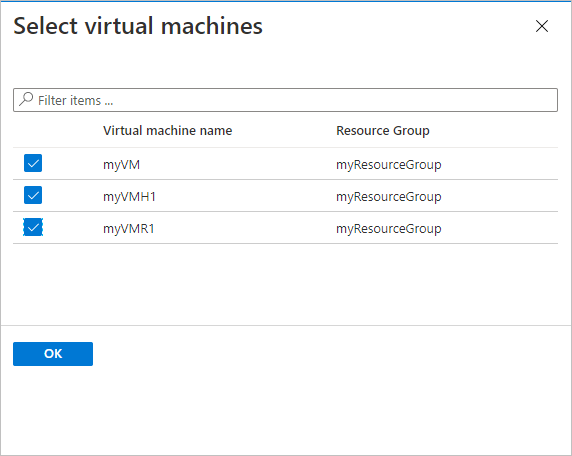 Select virtual machines
Filter items ...
Virtual machine name Resource Group
myVM myResourceGroup
myVMH1 myResourceGroup
myVMR1 myResourceGroup
OK